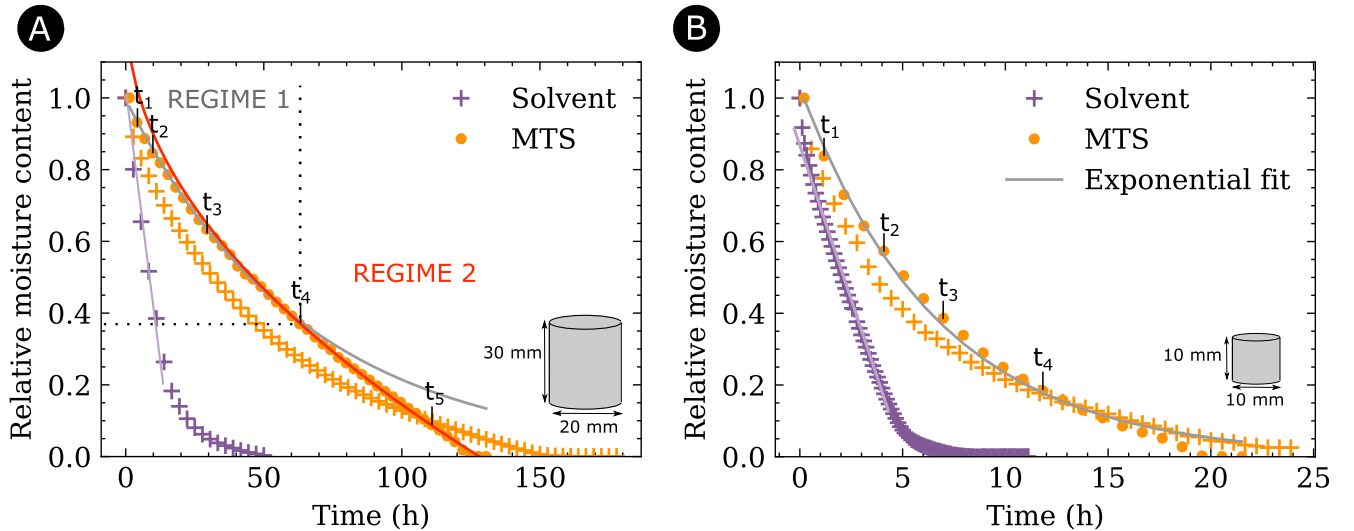 A
Relative moisture content
1.0
0.8
0.6
0.4
0.2
0.0
t1
t2
t3
t4
t5
REGIME 1
REGIME 2
Solvent
MTS
30 mm
20 mm
0
50
100
150
Time (h)
B
Relative moisture content
1.0
0.8
0.6
0.4
0.2
0.0
t1
t2
t3
t4
Solvent
MTS
Exponential fit
10 mm
10 mm
0
5
10
15
20
25
Time (h)